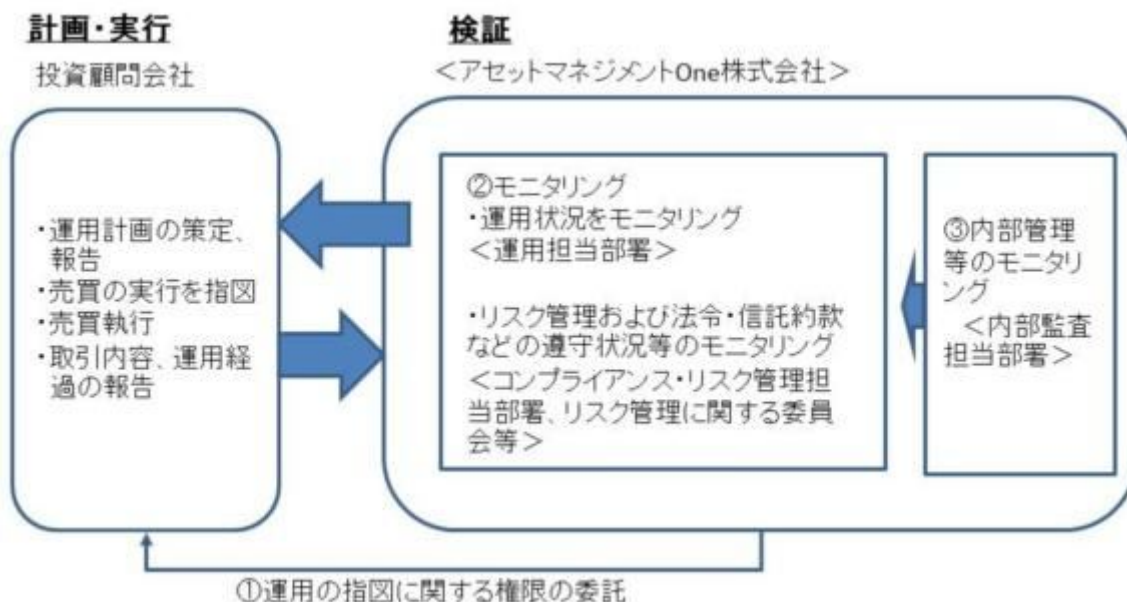 計画・実行
投資顧問会社
・運用計画の策定、
報告
・売買の実行を指図
・売買執行
・取引内容、運用経
過の報告
検証
＜アセットマネジメントOne株式会社＞
②モニタリング
・運用状況をモニタリング
＜運用担当部署＞
・リスク管理および法令・信託約款
などの遵守状況等のモニタリング
＜コンプライアンス・リスク管理担
当部署、リスク管理に関する委員
会等＞
③内部管理
等のモニタリ
ング
＜内部監査
担当部署＞
①運用の指図に関する権限の委託